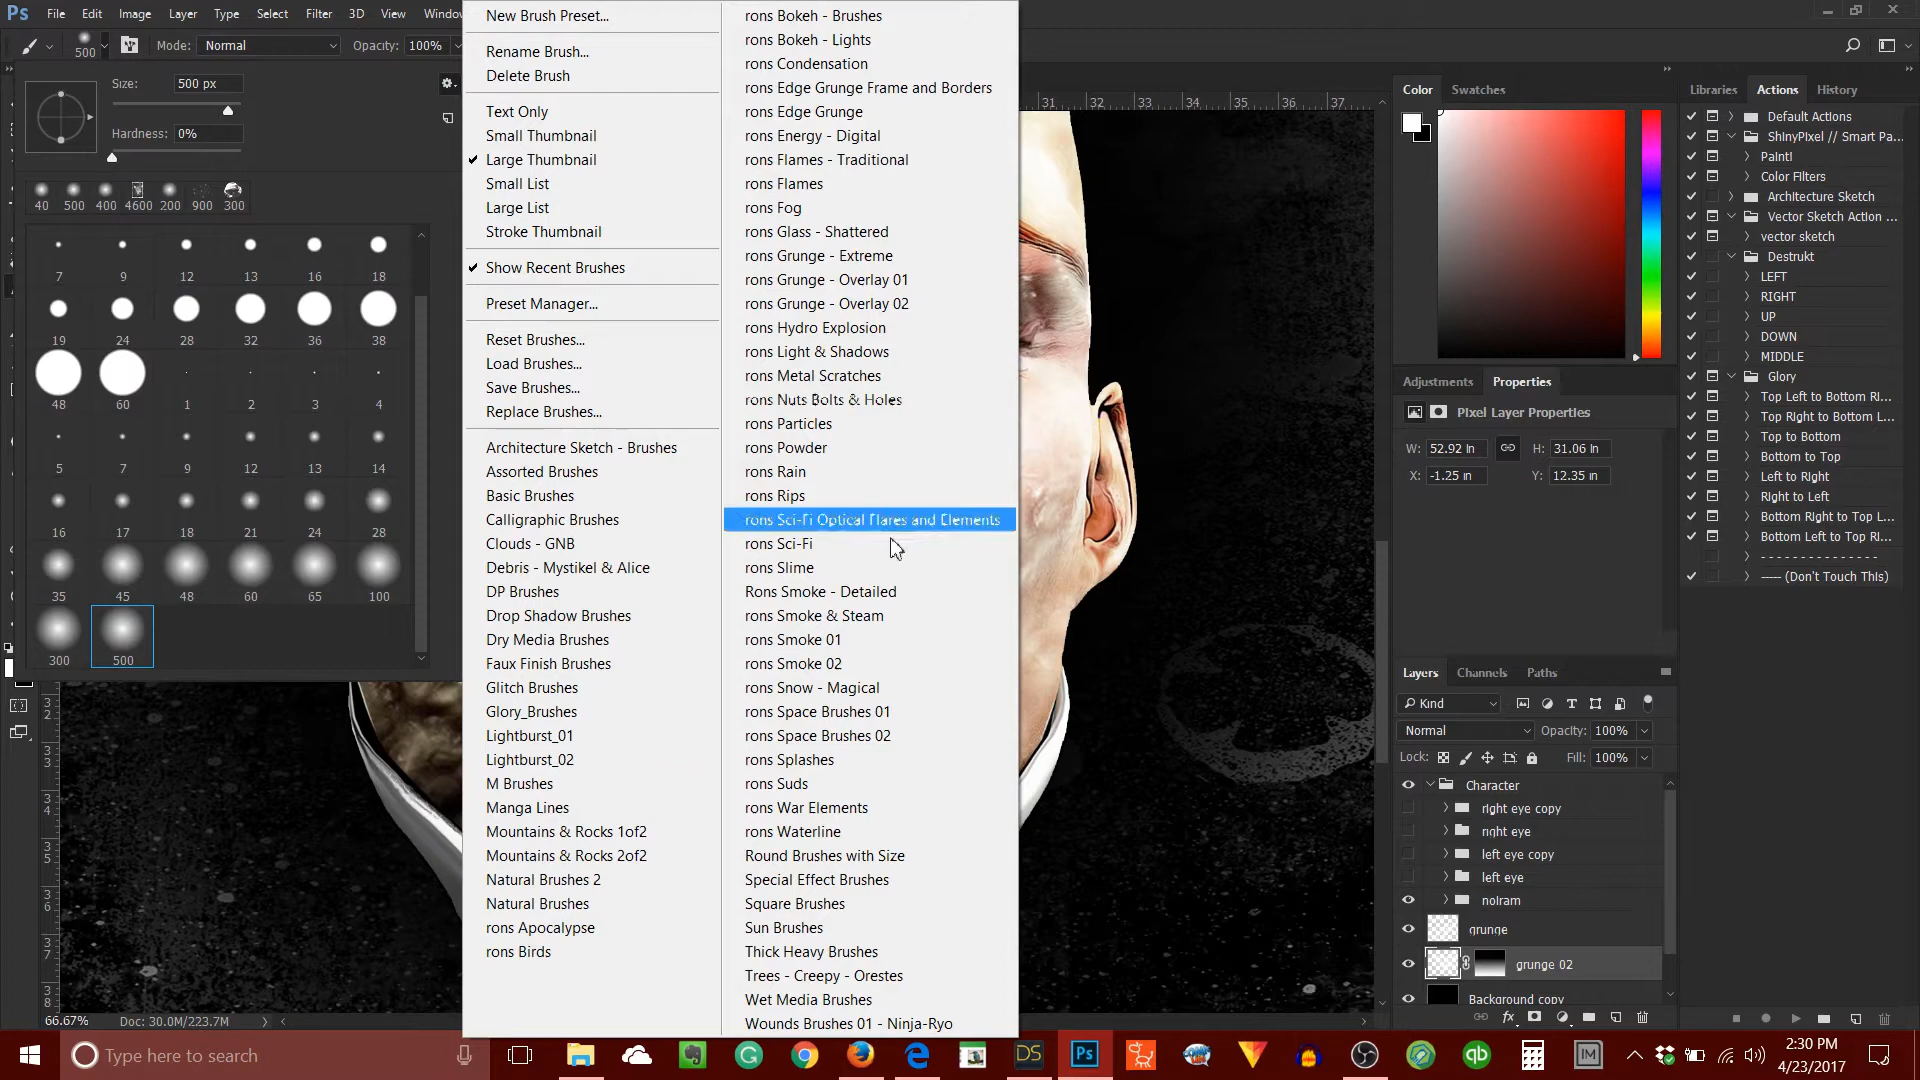 Ps File Edit Image Layer Type Select Filter 3D View Window
500 Mode: Normal Opacity: 100%
Size: 500 px
Hardness: 0%
40 500 400 4600 200 900 300
7 9 12 13 16 18
19 24 28 32 36 38
48 60 1 2 3 4
5 7 9 12 13 14
16 17 18 21 24 28
35 45 48 60 65 100
300 500
New Brush Preset...
Rename Brush...
Delete Brush
Text Only
Small Thumbnail
Large Thumbnail
Small List
Large List
Stroke Thumbnail
Show Recent Brushes
Preset Manager...
Reset Brushes...
Load Brushes...
Save Brushes...
Replace Brushes...
Architecture Sketch - Brushes
Assorted Brushes
Basic Brushes
Calligraphic Brushes
Clouds - GNB
Debris - Mystikel & Alice
DP Brushes
Drop Shadow Brushes
Dry Media Brushes
Faux Finish Brushes
Glitch Brushes
Glory_Brushes
Lightburst_01
Lightburst_02
M Brushes
Manga Lines
Mountains & Rocks 1of2
Mountains & Rocks 2of2
Natural Brushes 2
Natural Brushes
rons Apocalypse
rons Birds
rons Bokeh - Brushes
rons Bokeh - Lights
rons Condensation
rons Edge Grunge Frame and Borders
rons Edge Grunge
rons Energy - Digital
rons Flames - Traditional
rons Flames
rons Fog
rons Glass - Shattered
rons Grunge - Extreme
rons Grunge - Overlay 01
rons Grunge - Overlay 02
rons Hydro Explosion
rons Light & Shadows
rons Metal Scratches
rons Nuts Bolts & Holes
rons Particles
rons Powder
rons Rain
rons Rips
rons Sci-Fi Optical Flares and Elements
rons Sci-Fi
rons Slime
Rons Smoke - Detailed
rons Smoke & Steam
rons Smoke 01
rons Smoke 02
rons Snow - Magical
rons Space Brushes 01
rons Space Brushes 02
rons Splashes
rons Suds
rons War Elements
rons Waterline
Round Brushes with Size
Special Effect Brushes
Square Brushes
Sun Brushes
Thick Heavy Brushes
Trees - Creepy - Orestes
Wet Media Brushes
Wounds Brushes 01 - Ninja-Ryo
31 32 33 34 35 36 37
32
33
34
35
36
37
38
66.67% Doc: 30.0M/223.7M
Color Swatches
Adjustments Properties
Pixel Layer Properties
W: 52.92 in H: 31.06 in
X: -1.25 in Y: 12.35 in
Layers Channels Paths
Kind
Normal Opacity: 100%
Lock: Fill: 100%
Character
right eye copy
right eye
left eye copy
left eye
nolram
grunge
grunge 02
Background copy
fx
Libraries Actions History
Default Actions
ShinyPixel // Smart Pa...
Paint!
Color Filters
Architecture Sketch
Vector Sketch Action ...
vector sketch
Destrukt
LEFT
RIGHT
UP
DOWN
MIDDLE
Glory
Top Left to Bottom Ri...
Top Right to Bottom L...
Top to Bottom
Bottom to Top
Left to Right
Right to Left
Bottom Right to Top L...
Bottom Left to Top Ri...
- - - - - - - - - - - - - - -
----- (Don't Touch This)
Type here to search
DS Ps qb IM
2:30 PM
4/23/2017